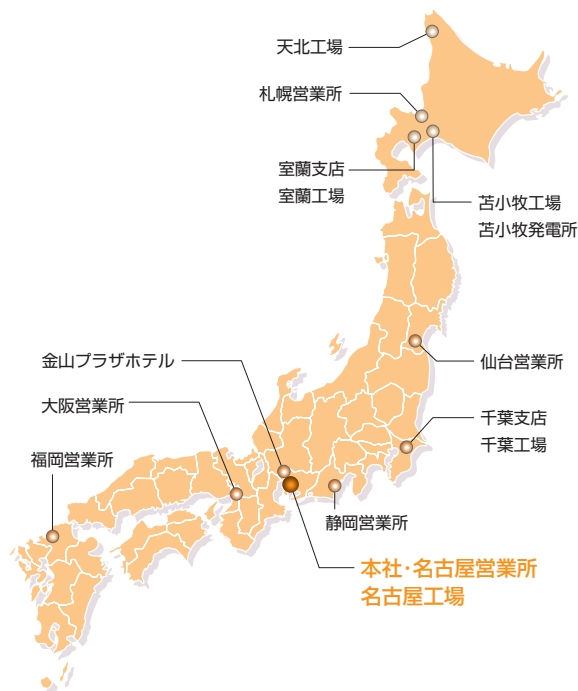 天北工場
札幌営業所
室蘭支店
室蘭工場
苫小牧工場
苫小牧発電所
金山プラザホテル
仙台営業所
大阪営業所
千葉支店
千葉工場
福岡営業所
静岡営業所
本社・名古屋営業所
名古屋工場